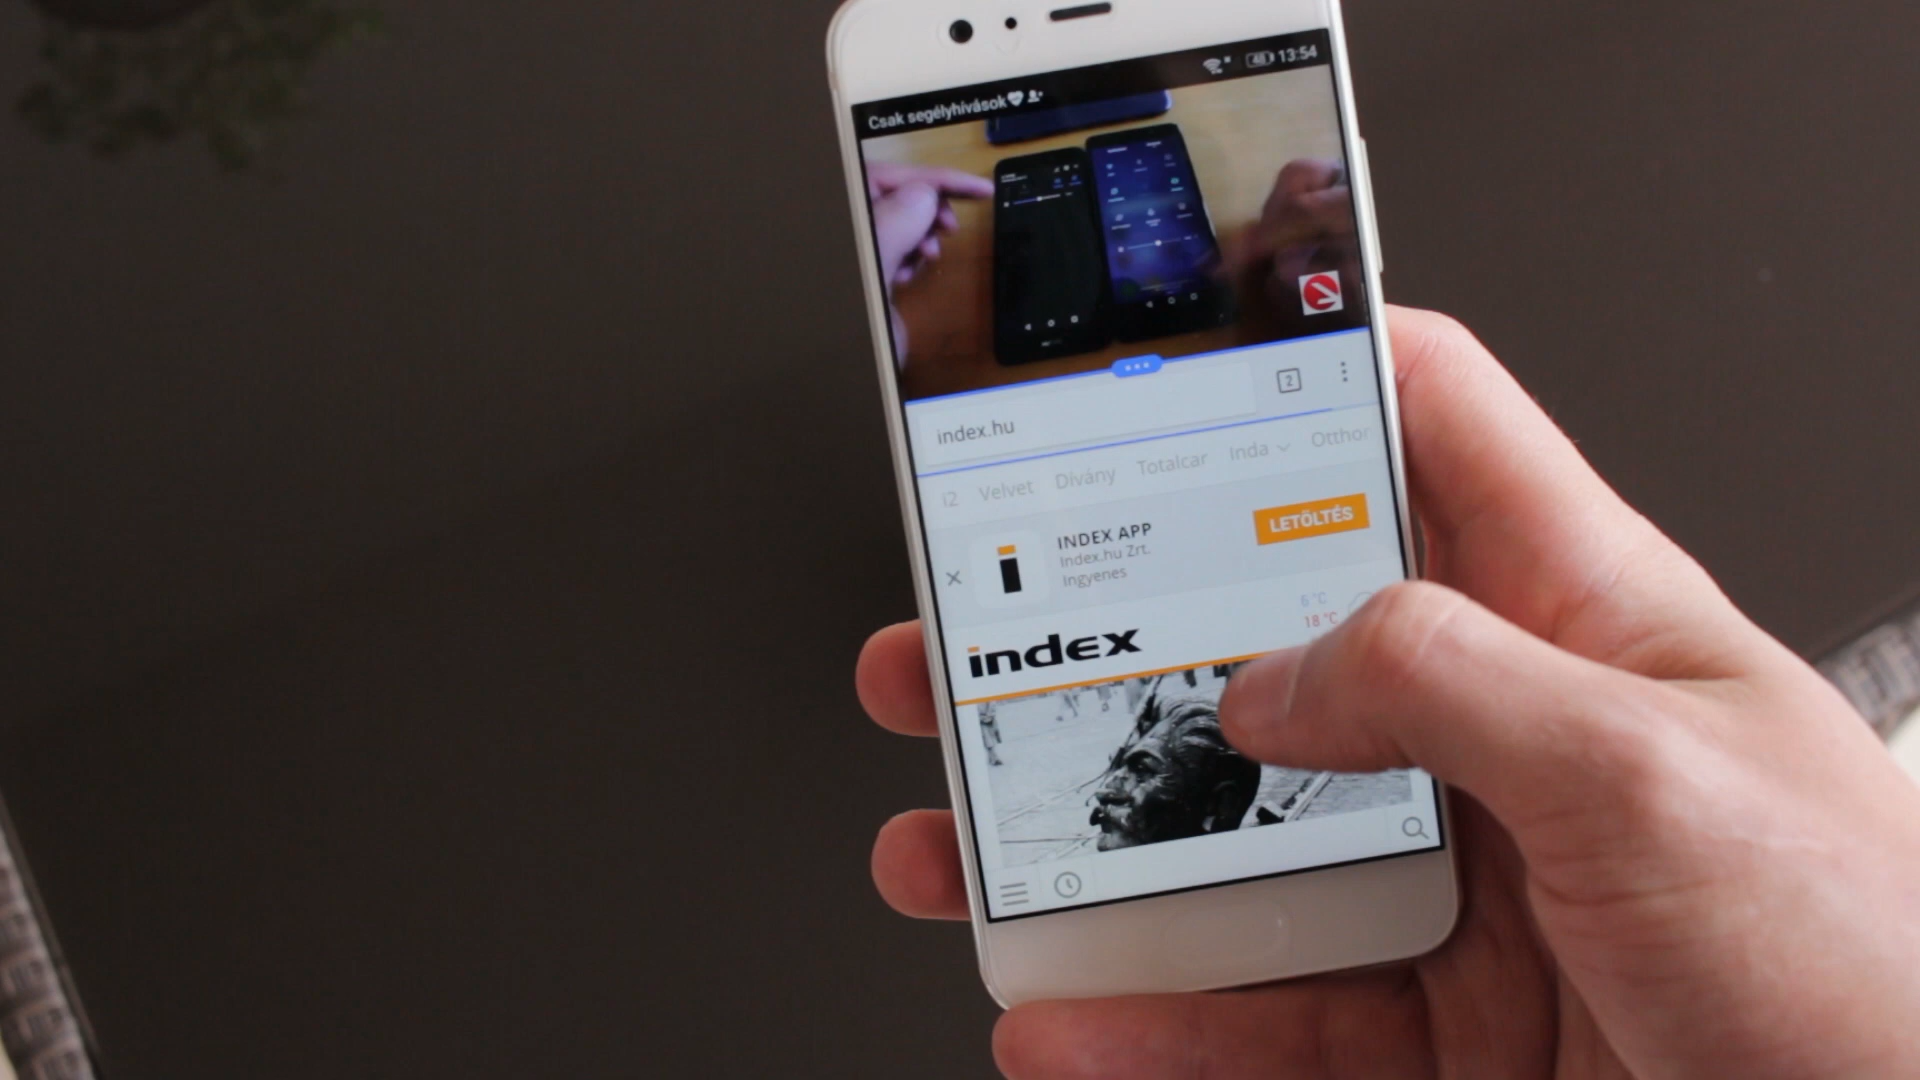 13:54
Csak segélyhívások
index.hu
2
i2 Velvet Dívány Totalcar Inda Otthon
INDEX APP
Index.hu Zrt.
Ingyenes
LETÖLTÉS
6 °C
18 °C
index